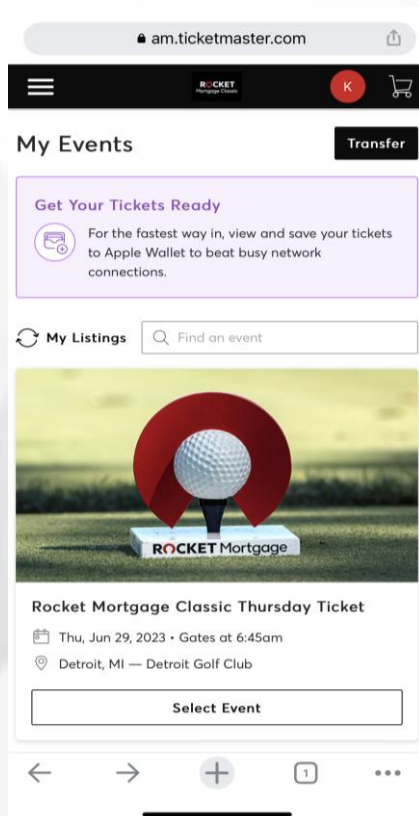 am.ticketmaster.com
ROCKET
Mortgage Classic
K
My Events
Transfer
Get Your Tickets Ready
For the fastest way in, view and save your tickets
to Apple Wallet to beat busy network
connections.
My Listings
Find an event
ROCKET Mortgage
Rocket Mortgage Classic Thursday Ticket
Thu, Jun 29, 2023 • Gates at 6:45am
Detroit, MI — Detroit Golf Club
Select Event
1